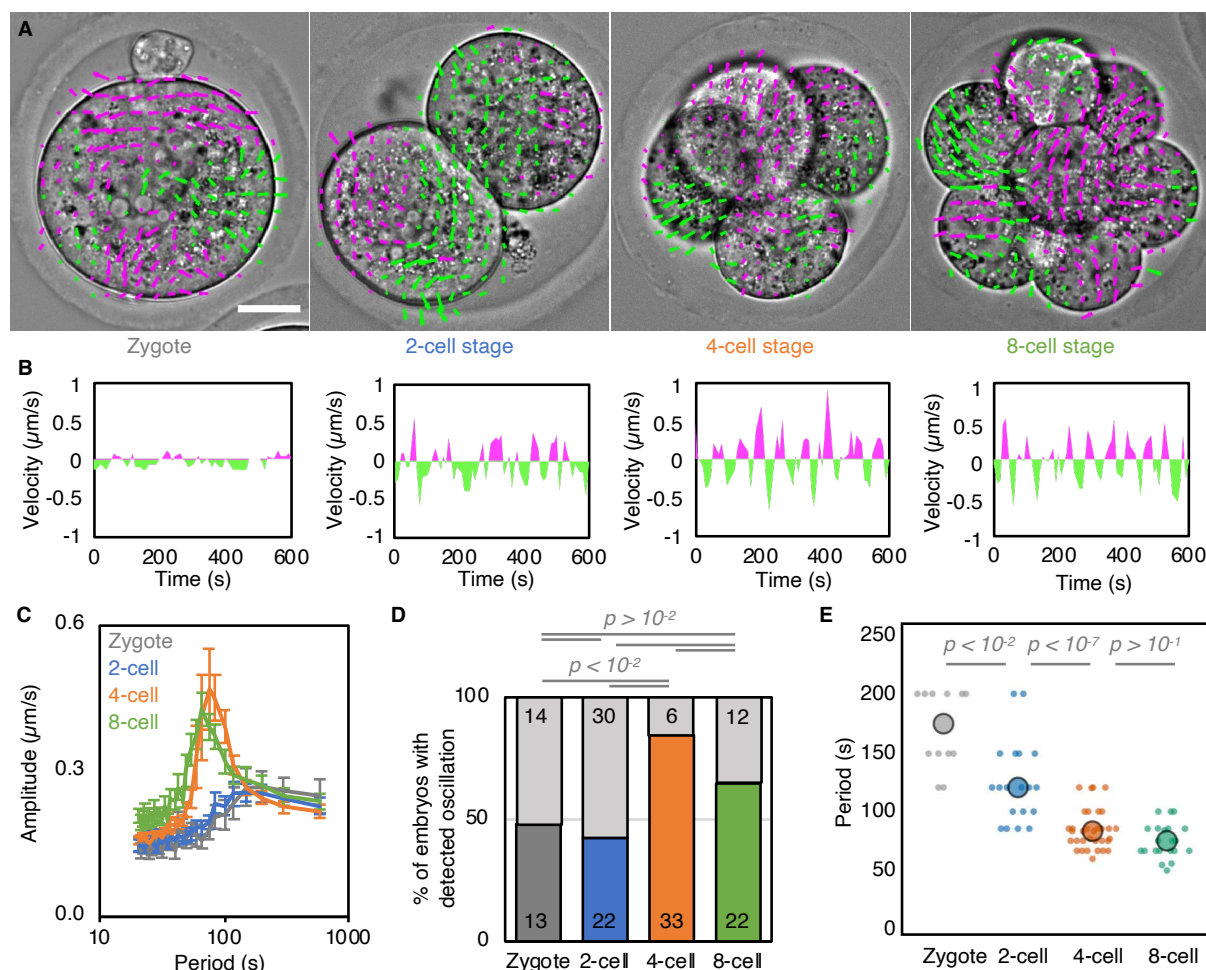 A
Zygote
2-cell stage
4-cell stage
8-cell stage
B
Velocity (µm/s)
1
0.5
0
-0.5
-1
0 200 400 600
Time (s)
Velocity (µm/s)
1
0.5
0
-0.5
-1
0 200 400 600
Time (s)
Velocity (µm/s)
1
0.5
0
-0.5
-1
0 200 400 600
Time (s)
Velocity (µm/s)
1
0.5
0
-0.5
-1
0 200 400 600
Time (s)
C
Amplitude (µm/s)
0.6
0.3
0.0
Zygote
2-cell
4-cell
8-cell
10 100 1000
Period (s)
D
p > 10-2
p < 10-2
% of embroys with
detected oscillation
100
50
0
14 30 6 12
13 22 33 22
Zygote 2-cell 4-cell 8-cell
E
Period (s)
250
200
150
100
50
0
p < 10-2 p < 10-7 p > 10-1
Zygote 2-cell 4-cell 8-cell